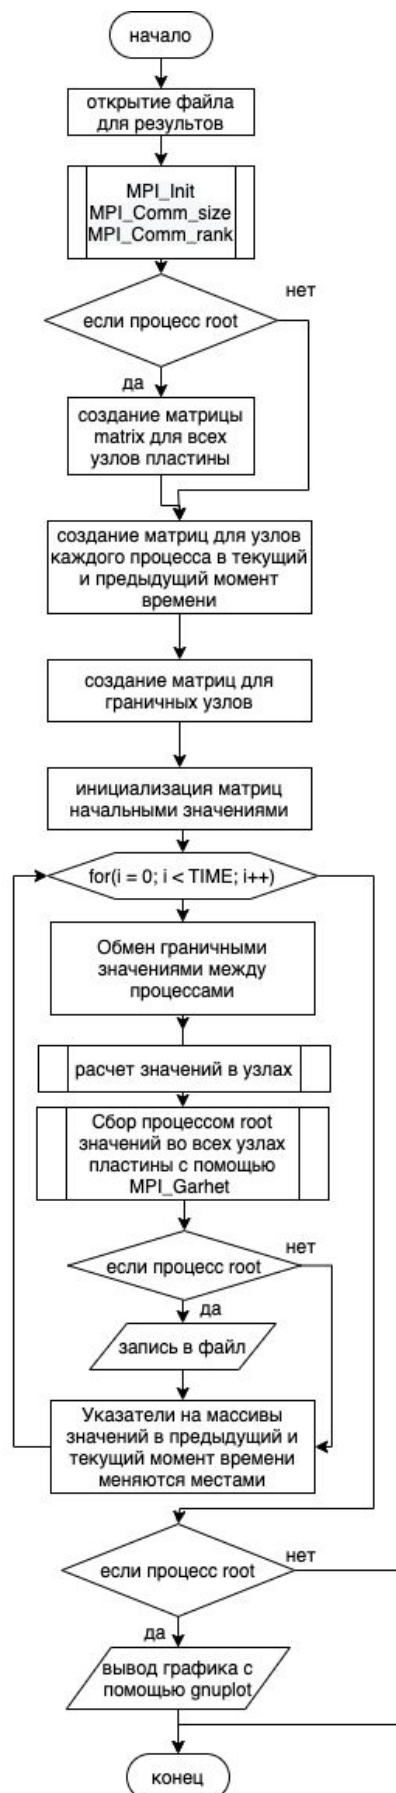 начало
открытие файла
для результов
MPI_Init
MPI_Comm_size
MPI_Comm_rank
нет
если процесс root
да
создание матрицы
matrix для всех
узлов пластины
создание матриц для узлов
каждого процесса в текущий
и предыдущий момент
времени
создание матриц для
граничных узлов
инициализация матриц
начальными значениями
for(i = 0; i < TIME; i++)
Обмен граничными
значениями между
процессами
расчет значений в узлах
Сбор процессом root
значений во всех узлах
пластины с помощью
MPI_Garhet
нет
если процесс root
да
запись в файл
Указатели на массивы
значений в предыдущий и
текущий момент времени
меняются местами
нет
если процесс root
да
вывод графика с
помощью gnuplot
конец